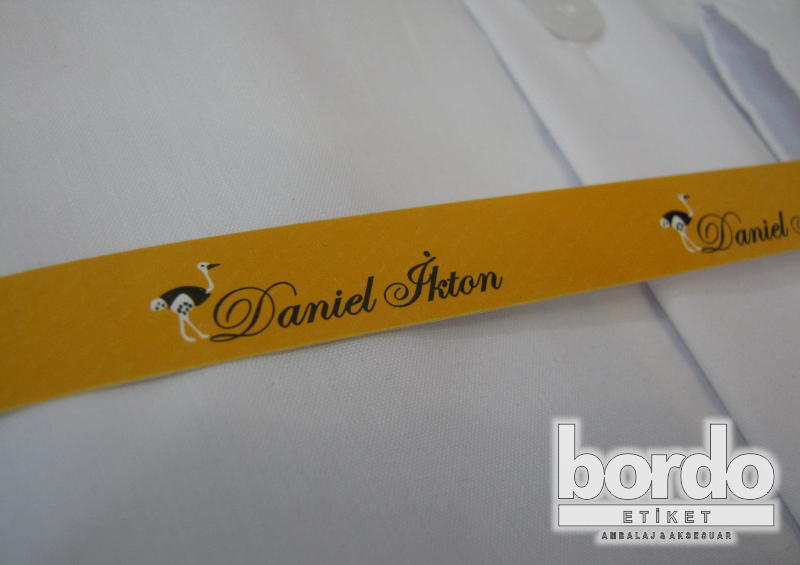 Daniel İkton
Daniel
bordo
ETİKET
AMBALAJ & AKSESUAR